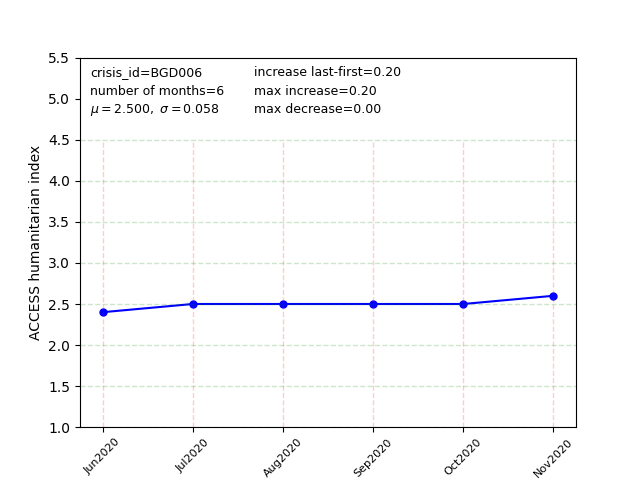 crisis_id=BGD006
number of months=6
μ = 2.500, σ = 0.058
increase last-first=0.20
max increase=0.20
max decrease=0.00
ACCESS humanitarian index
5.5
5.0
4.5
4.0
3.5
3.0
2.5
2.0
1.5
1.0
Jun2020
Jul2020
Aug2020
Sep2020
Oct2020
Nov2020